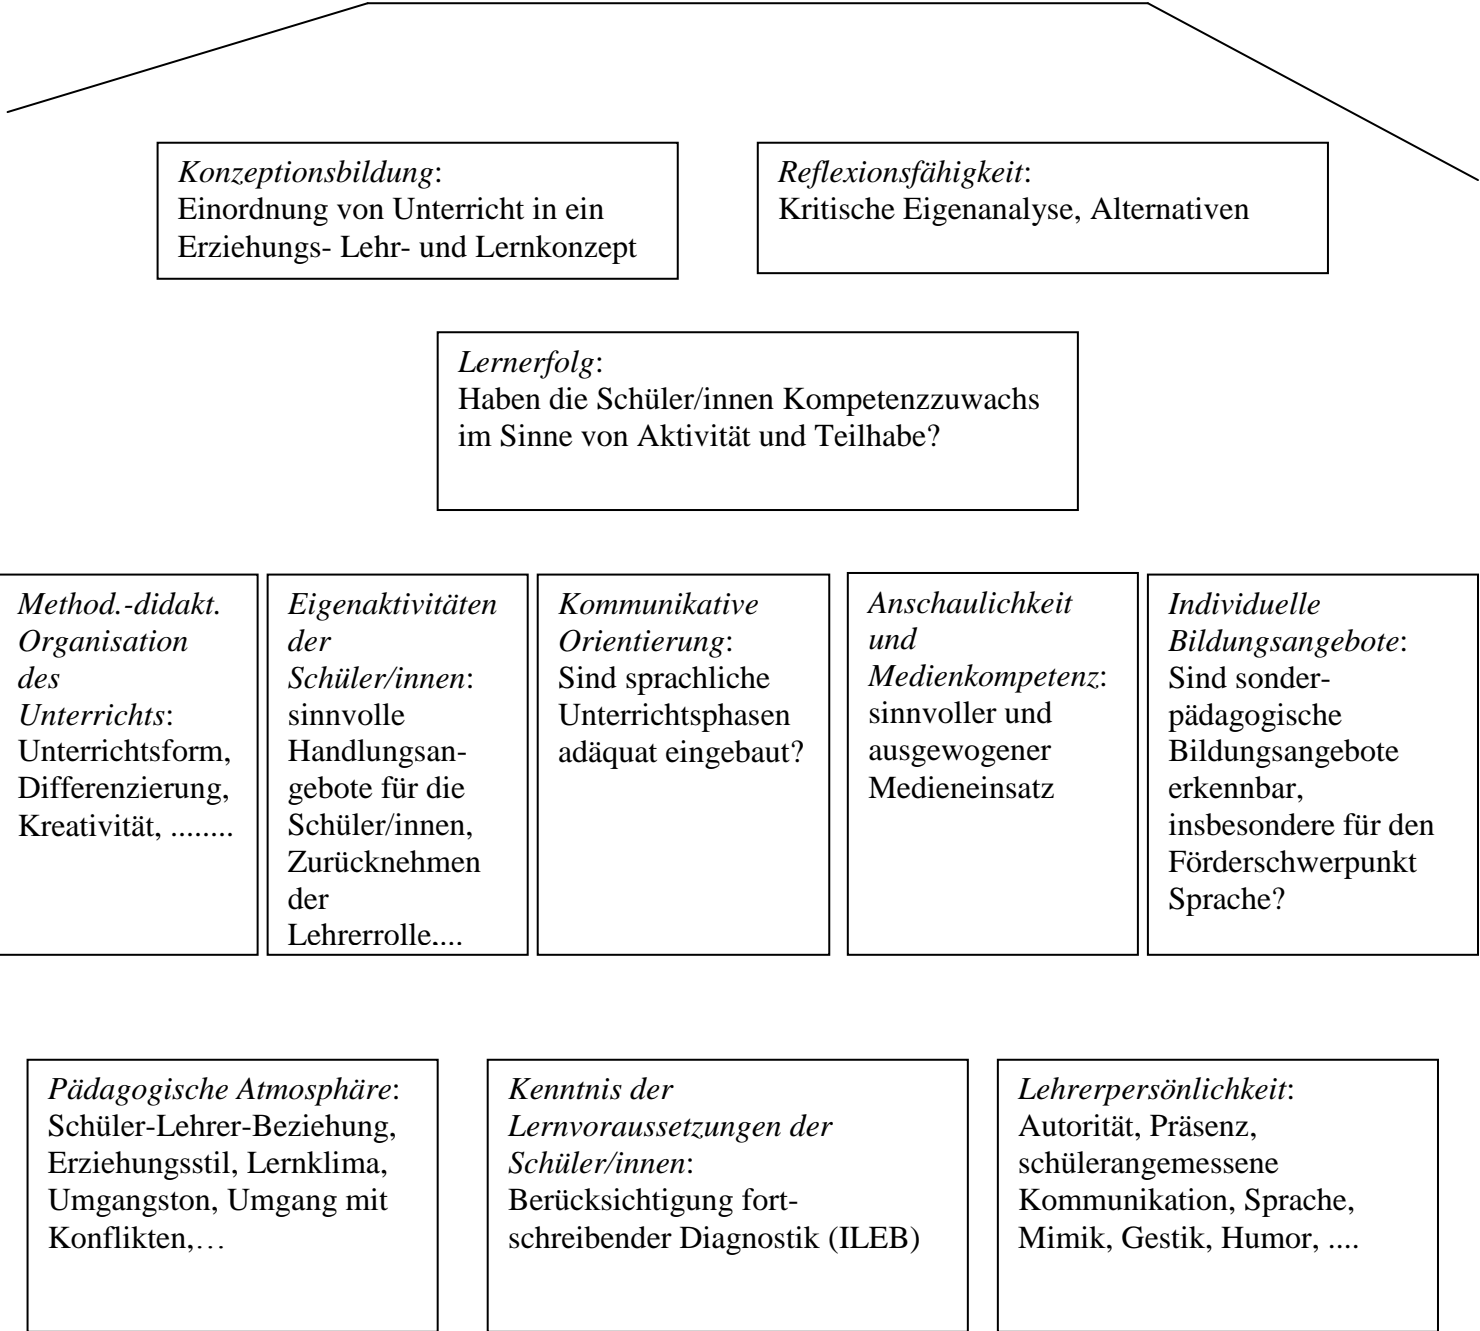 Konzeptionsbildung:
Einordnung von Unterricht in ein
Erziehungs- Lehr- und Lernkonzept
Reflexionsfähigkeit:
Kritische Eigenanalyse, Alternativen
Lernerfolg:
Haben die Schüler/innen Kompetenzzuwachs
im Sinne von Aktivität und Teilhabe?
Method.-didakt.
Organisation
des
Unterrichts:
Unterrichtsform,
Differenzierung,
Kreativität, ........
Eigenaktivitäten
der
Schüler/innen:
sinnvolle
Handlungsan-
gebote für die
Schüler/innen,
Zurücknehmen
der
Lehrerrolle....
Kommunikative
Orientierung:
Sind sprachliche
Unterrichtsphasen
adäquat eingebaut?
Anschaulichkeit
und
Medienkompetenz:
sinnvoller und
ausgewogener
Medieneinsatz
Individuelle
Bildungsangebote:
Sind sonder-
pädagogische
Bildungsangebote
erkennbar,
insbesondere für den
Förderschwerpunkt
Sprache?
Pädagogische Atmosphäre:
Schüler-Lehrer-Beziehung,
Erziehungsstil, Lernklima,
Umgangston, Umgang mit
Konflikten,…
Kenntnis der
Lernvoraussetzungen der
Schüler/innen:
Berücksichtigung fort-
schreibender Diagnostik (ILEB)
Lehrerpersönlichkeit:
Autorität, Präsenz,
schülerangemessene
Kommunikation, Sprache,
Mimik, Gestik, Humor, ....